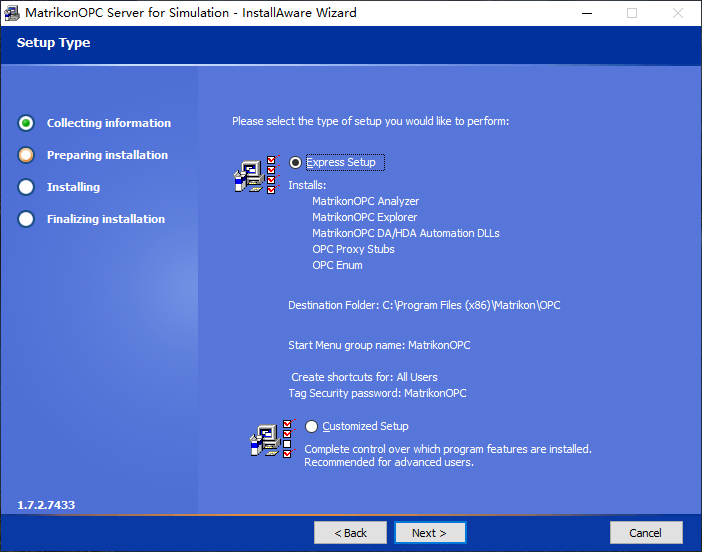 MatrikonOPC Server for Simulation - InstallAware Wizard
Setup Type
Collecting information
Preparing installation
Installing
Finalizing installation
Please select the type of setup you would like to perform:
Express Setup
Installs:
MatrikonOPC Analyzer
MatrikonOPC Explorer
MatrikonOPC DA/HDA Automation DLLs
OPC Proxy Stubs
OPC Enum
Destination Folder: C:\Program Files (x86)\Matrikon\OPC
Start Menu group name: MatrikonOPC
Create shortcuts for: All Users
Tag Security password: MatrikonOPC
Customized Setup
Complete control over which program features are installed.
Recommended for advanced users.
1.7.2.7433
< Back
Next >
Cancel